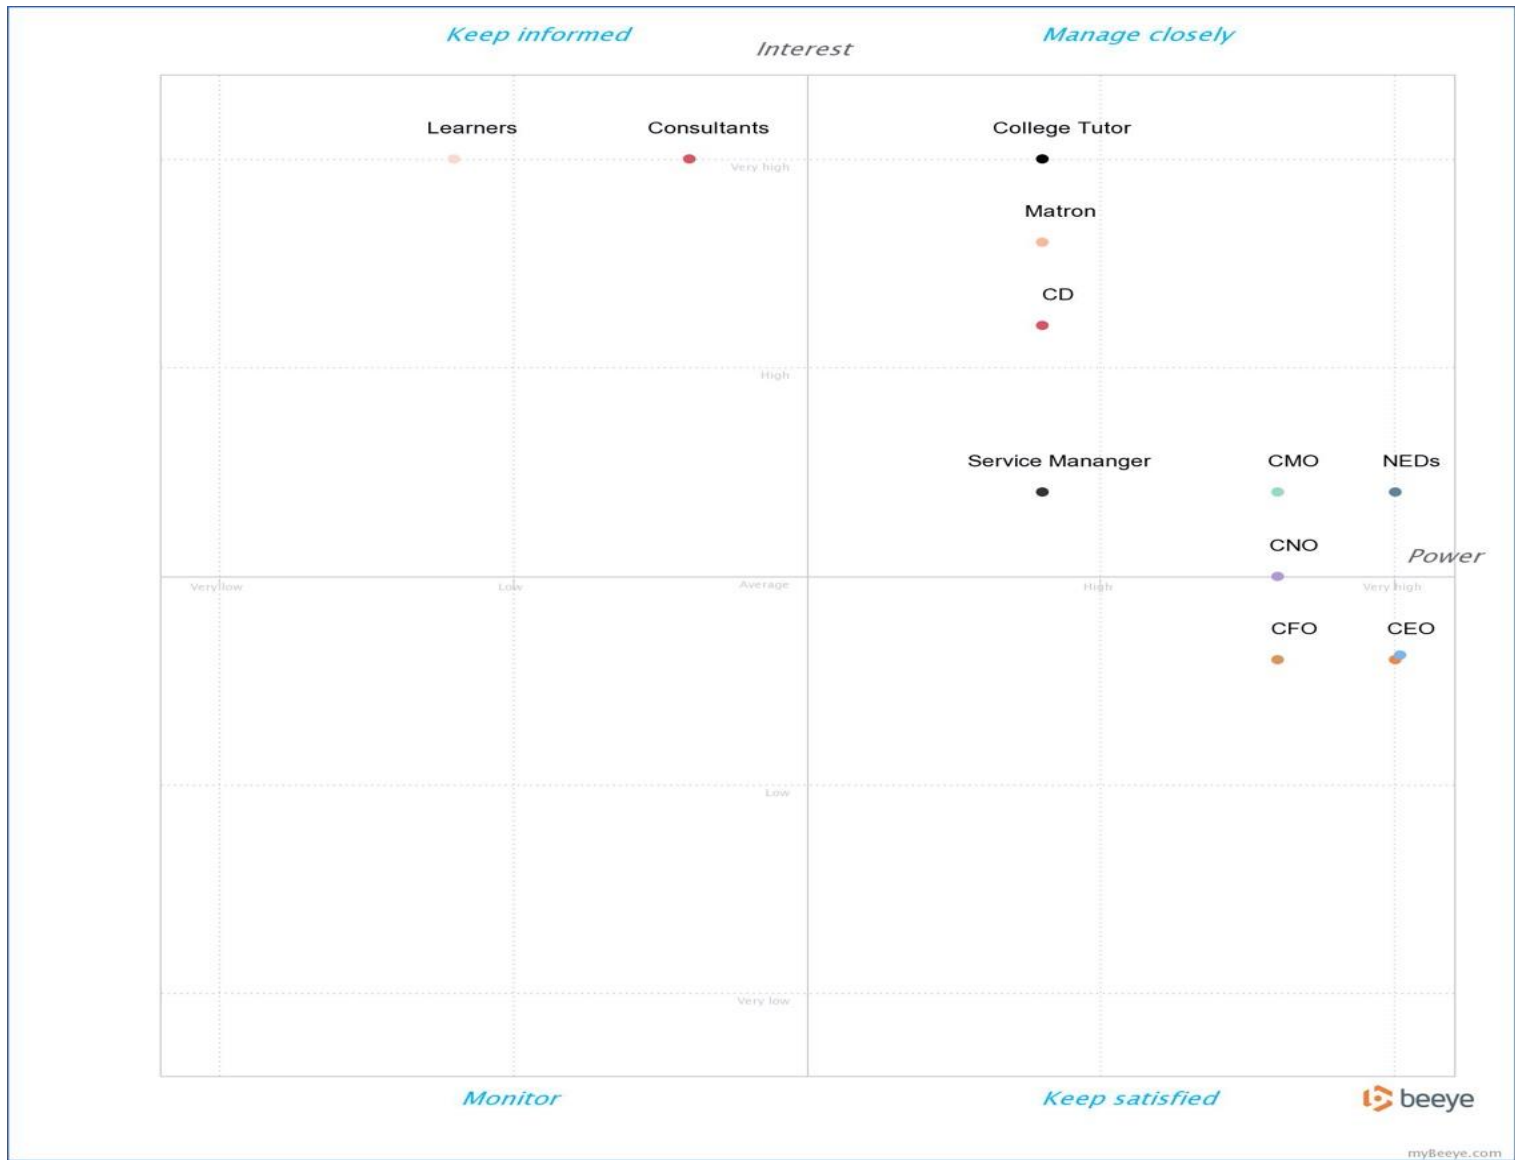 Keep informed
Manage closely
Interest
Learners
Consultants
College Tutor
Very high
Matron
CD
High
Service Mananger
CMO
NEDs
CNO
Power
Very low
Low
Average
High
Very high
CFO
CEO
Low
Very low
Monitor
Keep satisfied
beeye
myBeeye.com